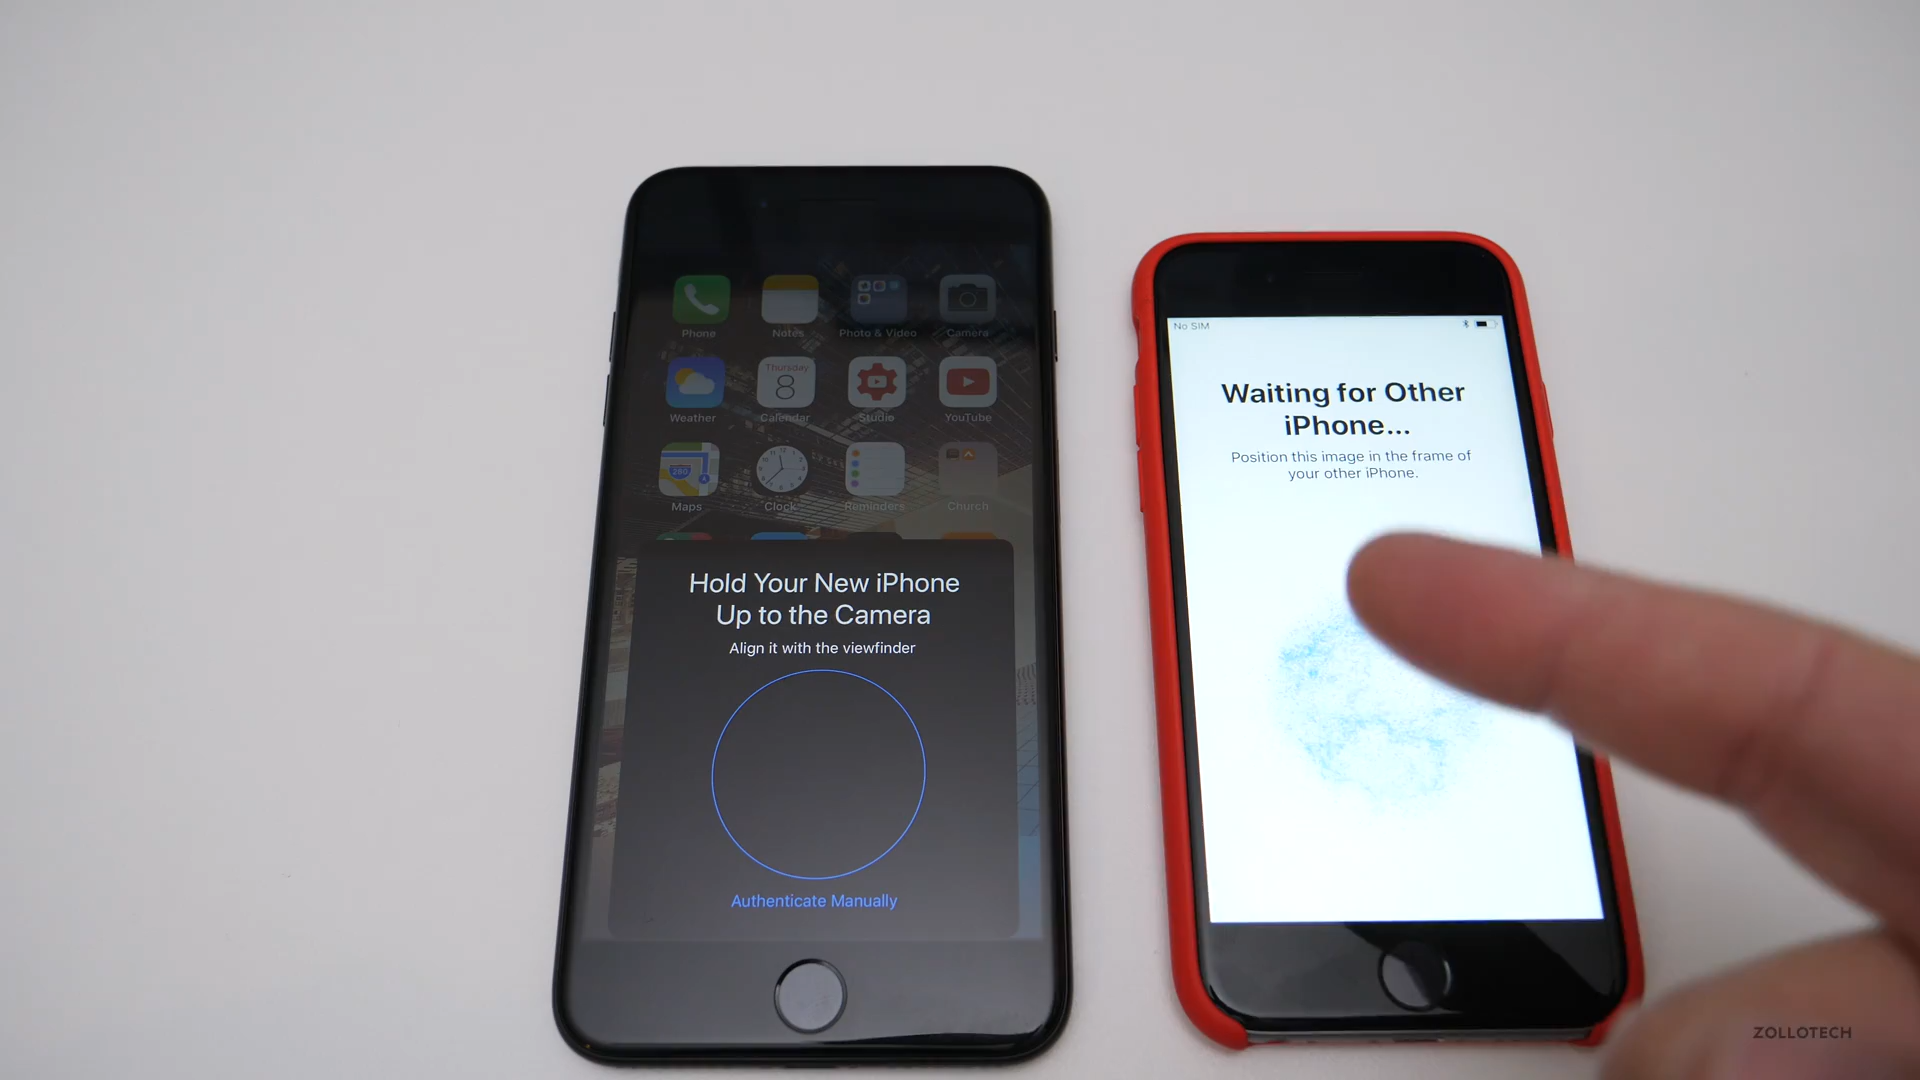 Phone
Notes
Photo & Video
Camera
Weather
Thursday
8
Calendar
Studio
YouTube
280
Maps
Clock
Reminders
Church
Hold Your New iPhone
Up to the Camera
Align it with the viewfinder
Authenticate Manually
No SIM
Waiting for Other
iPhone...
Position this image in the frame of
your other iPhone.
ZOLLOTECH